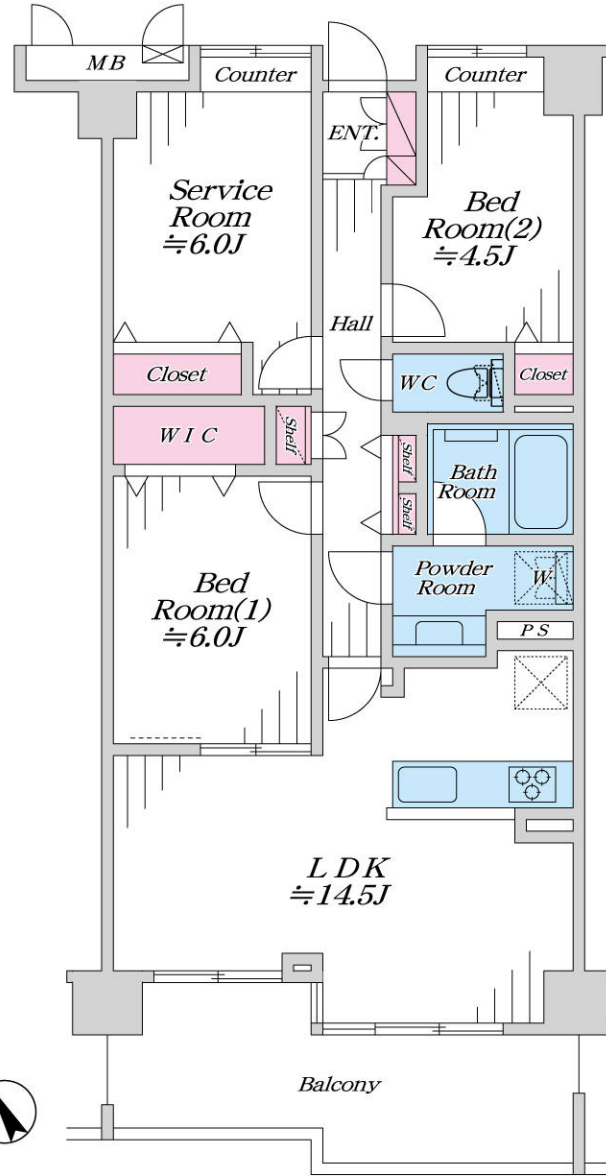 MB
Counter
Counter
ENT.
Service
Room
≒6.0J
Bed
Room(2)
≒4.5J
Hall
Closet
WC
Closet
WIC
Shelf
Shelf
Shelf
Bath
Room
Bed
Room(1)
≒6.0J
Powder
Room
W
PS
LDK
≒14.5J
Balcony